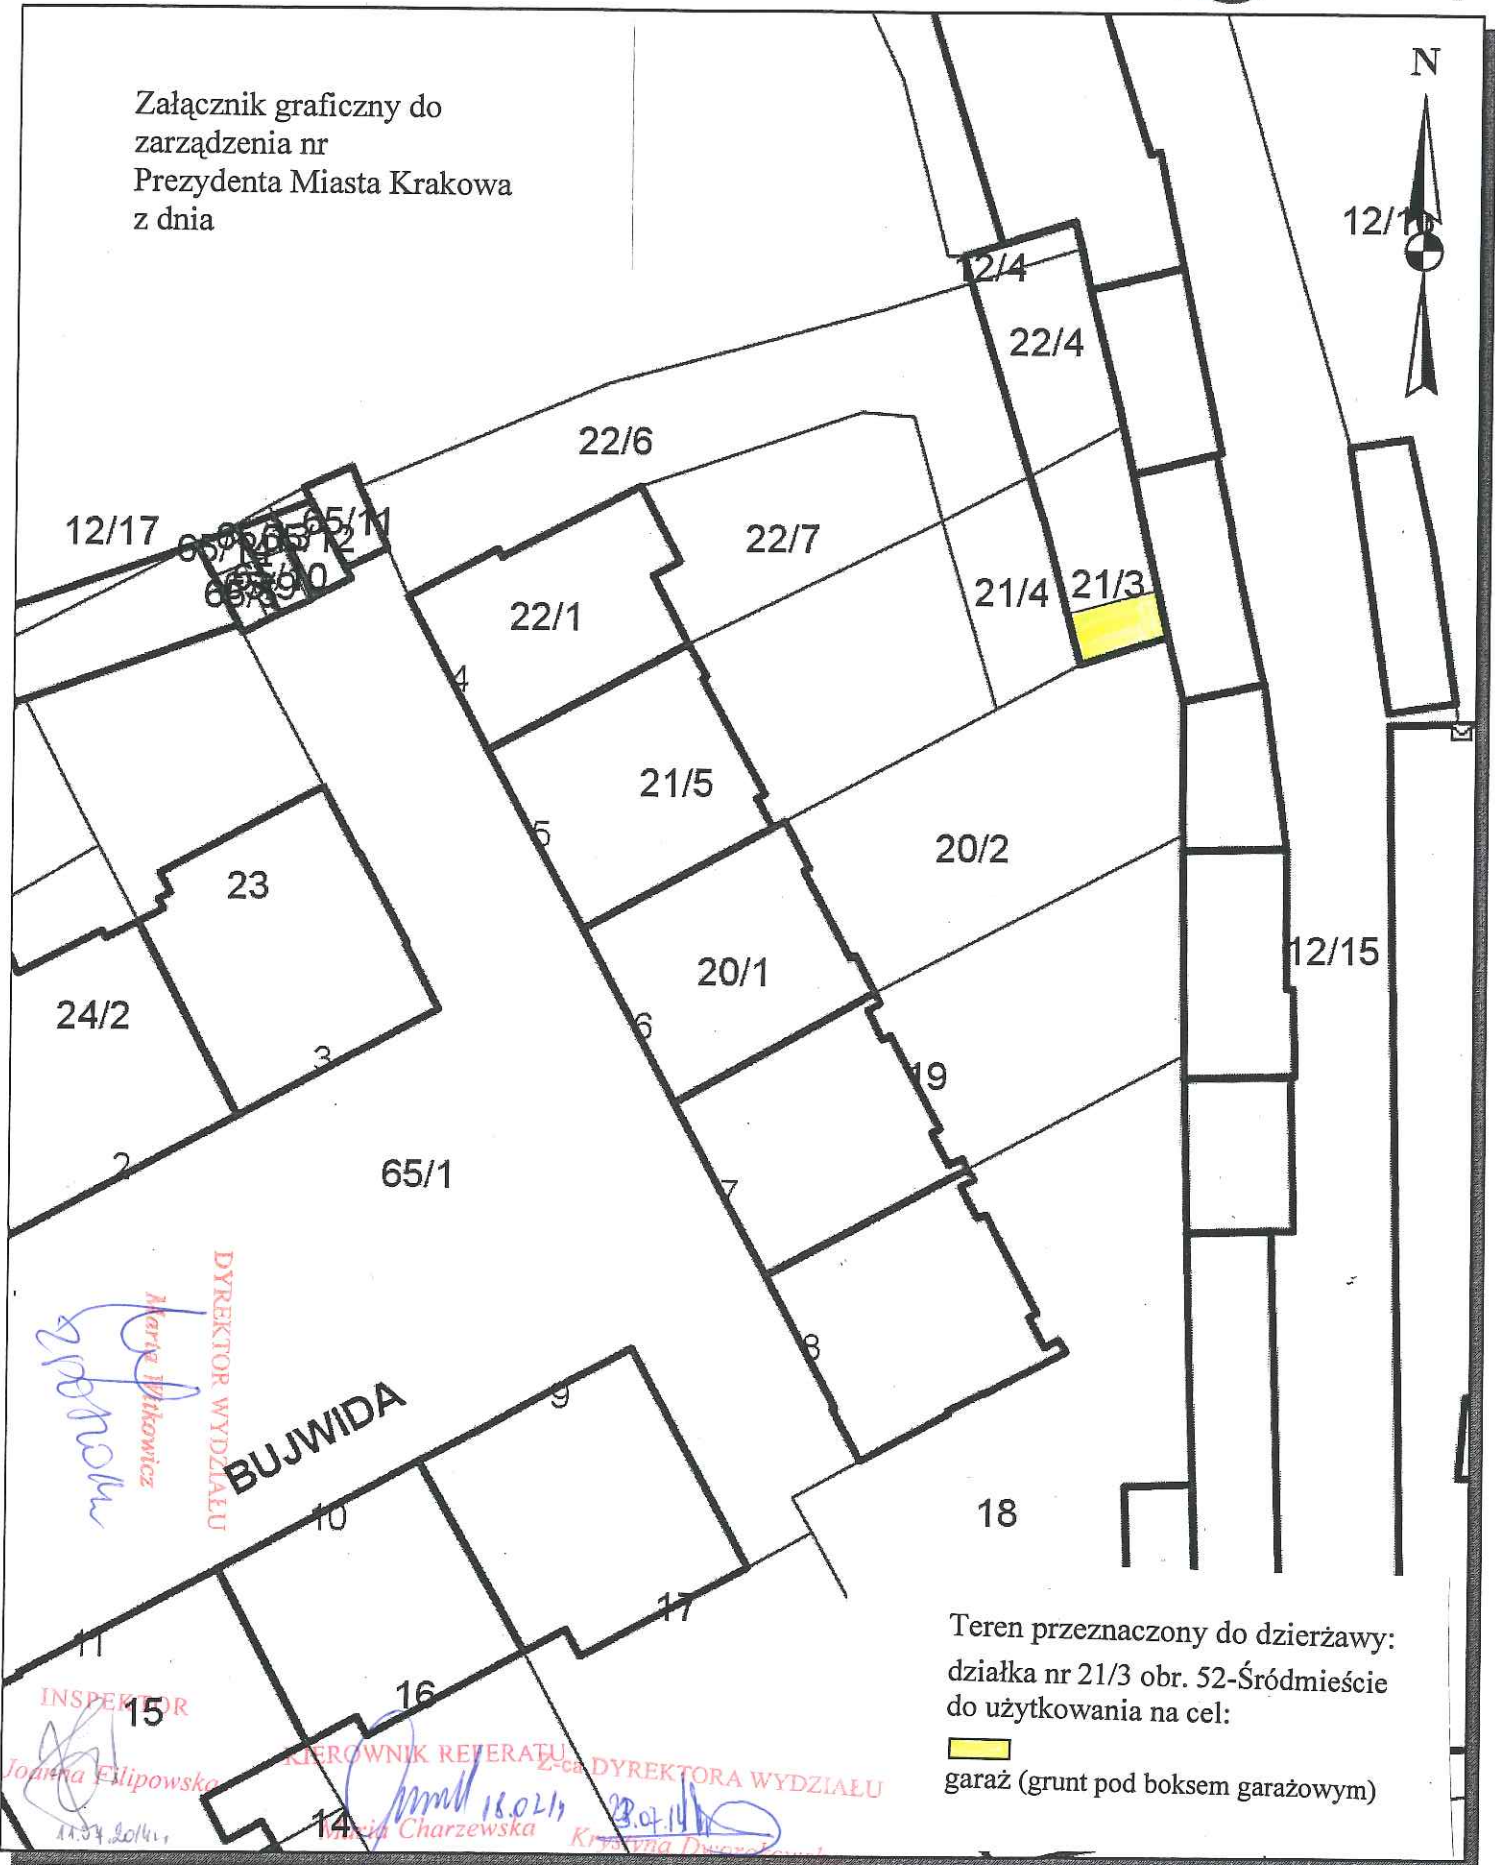 Załącznik graficzny do
zarządzenia nr
Prezydenta Miasta Krakowa
z dnia
N
12/4
22/4
22/6
12/17
65/11
22/7
22/1
21/4
21/3
4
21/5
5
20/2
23
20/1
12/15
24/2
6
3
19
2
65/1
7
8
DYREKTOR WYDZIAŁU
Maria Witkowicz
BUJWIDA
9
10
18
17
11
16
15
14
Teren przeznaczony do dzierżawy:
działka nr 21/3 obr. 52-Śródmieście
do użytkowania na cel:
garaż (grunt pod boksem garażowym)
INSPEKTOR
Joanna Filipowska
KIEROWNIK REFERATU
Maria Charzewska
Z-ca DYREKTORA WYDZIAŁU
Krystyna